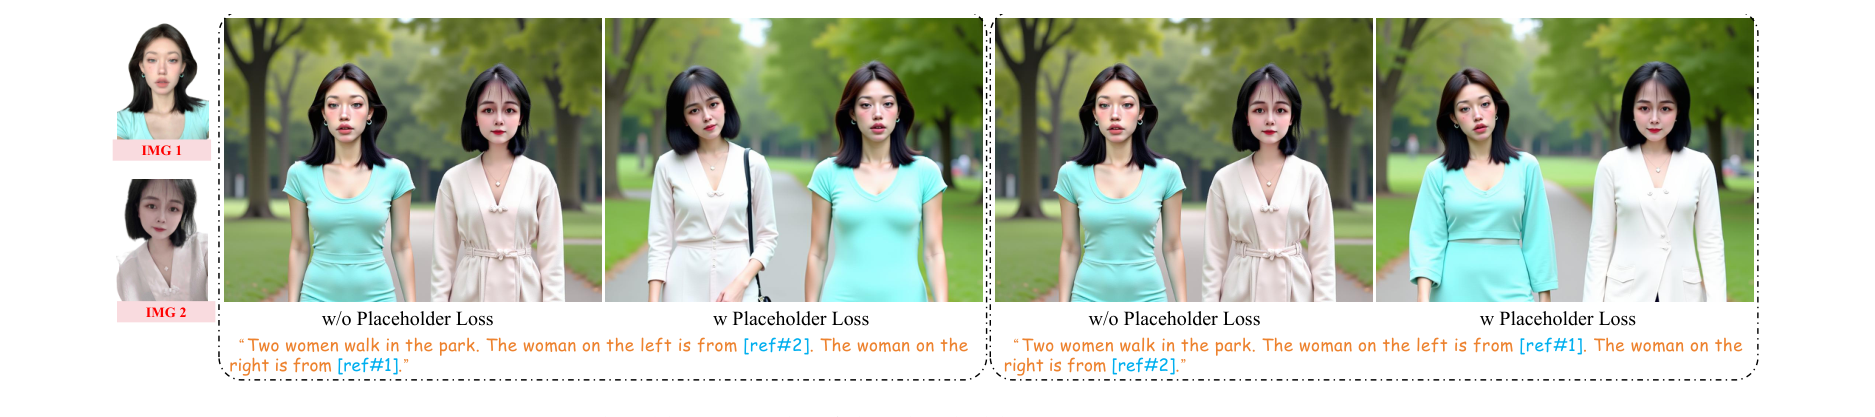 IMG 1
IMG 2
w/o Placeholder Loss
w Placeholder Loss
“Two women walk in the park. The woman on the left is from [ref#2]. The woman on the
right is from [ref#1].”
w/o Placeholder Loss
w Placeholder Loss
“Two women walk in the park. The woman on the left is from [ref#1]. The woman on the
right is from [ref#2].”